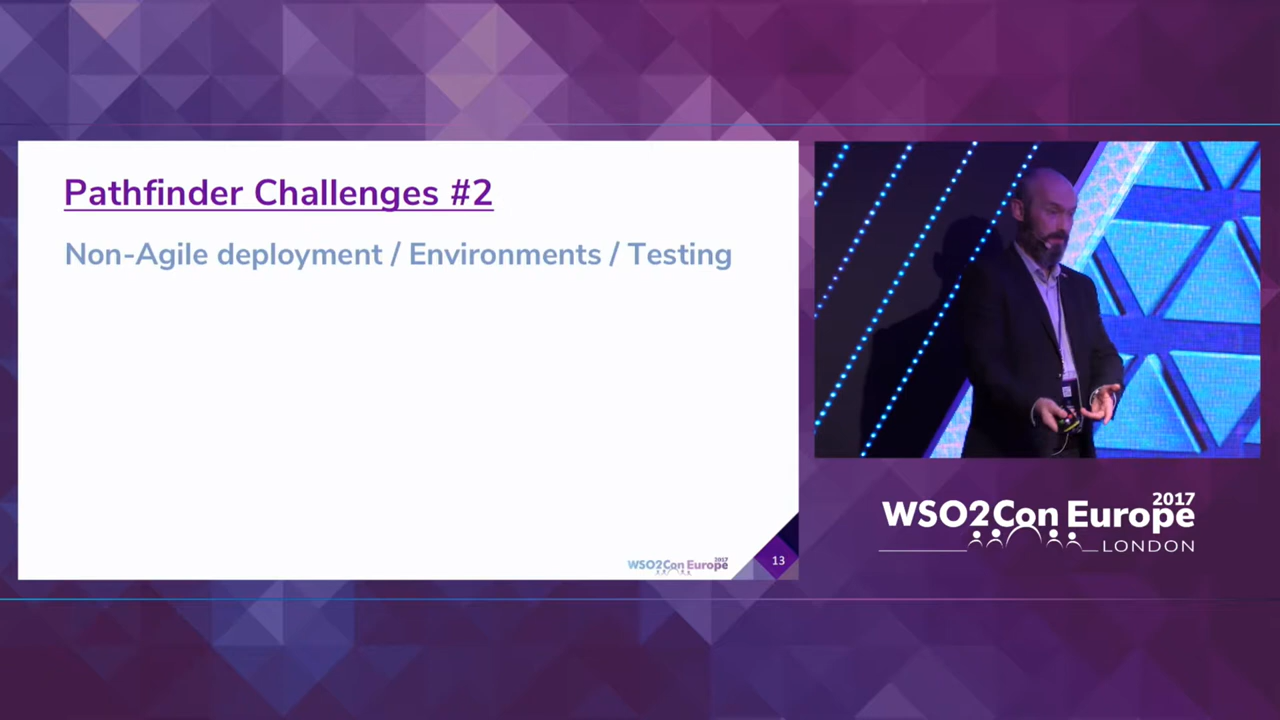 Pathfinder Challenges #2
Non-Agile deployment / Environments / Testing
WSO2Con Europe 2017
13
WSO2Con Europe 2017
LONDON